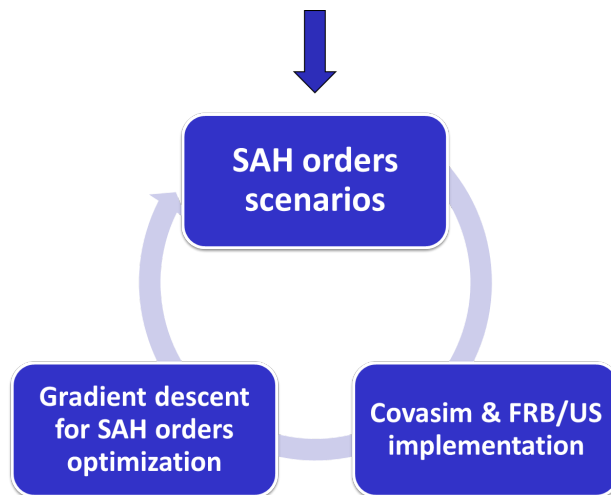 SAH orders
scenarios
Gradient descent
for SAH orders
optimization
Covasim & FRB/US
implementation